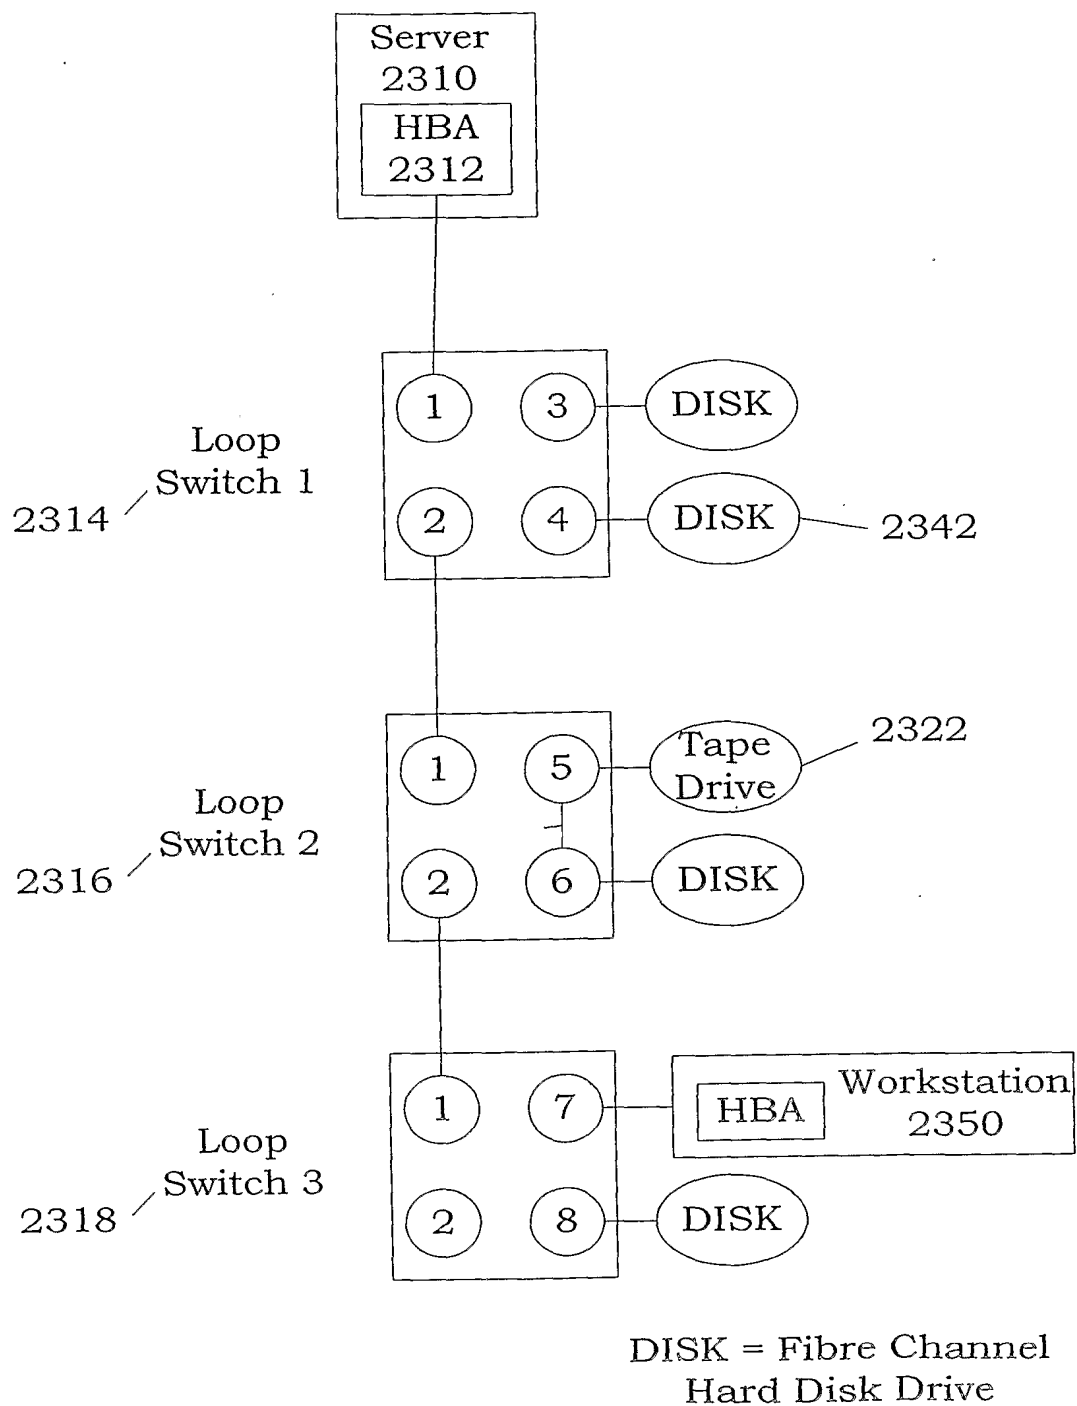 Server
2310
HBA
2312
1
3
DISK
Loop
Switch 1
2314
2
4
DISK
2342
1
5
Tape
Drive
2322
Loop
Switch 2
2316
2
6
DISK
1
7
HBA
Workstation
2350
Loop
Switch 3
2318
2
8
DISK
DISK = Fibre Channel
Hard Disk Drive